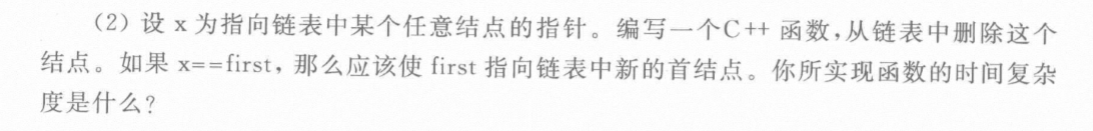 （2）设 x 为指向链表中某个任意结点的指针。编写一个C++ 函数，从链表中删除这个
结点。如果 x==first，那么应该使 first 指向链表中新的首结点。你所实现函数的时间复杂
度是什么？